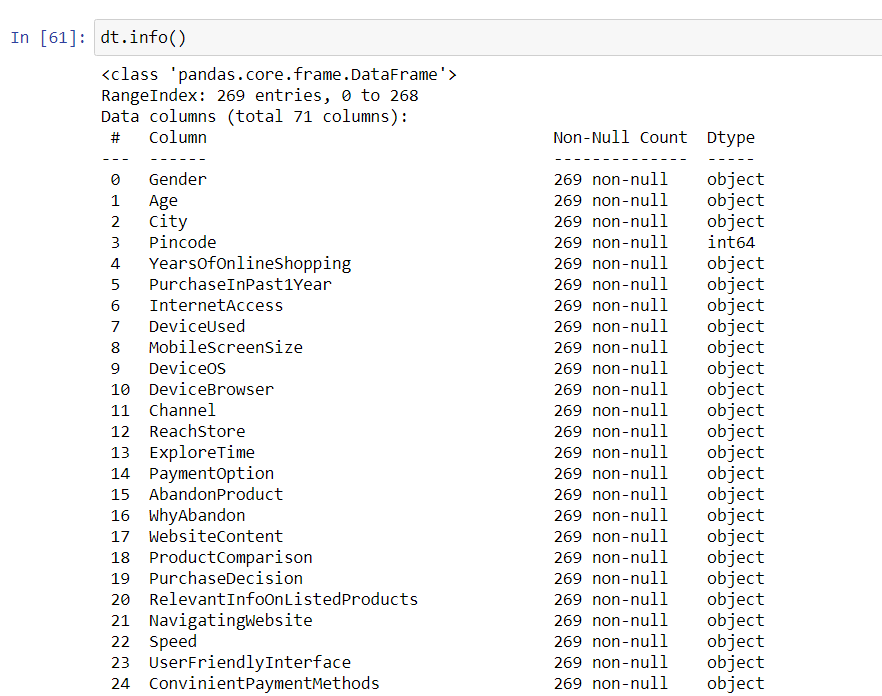 In [61]: dt.info()
<class 'pandas.core.frame.DataFrame'>
RangeIndex: 269 entries, 0 to 268
Data columns (total 71 columns):
# Column Non-Null Count Dtype
--- ------ -------------- -----
0 Gender 269 non-null object
1 Age 269 non-null object
2 City 269 non-null object
3 Pincode 269 non-null int64
4 YearsOfOnlineShopping 269 non-null object
5 PurchaseInPast1Year 269 non-null object
6 InternetAccess 269 non-null object
7 DeviceUsed 269 non-null object
8 MobileScreenSize 269 non-null object
9 DeviceOS 269 non-null object
10 DeviceBrowser 269 non-null object
11 Channel 269 non-null object
12 ReachStore 269 non-null object
13 ExploreTime 269 non-null object
14 PaymentOption 269 non-null object
15 AbandonProduct 269 non-null object
16 WhyAbandon 269 non-null object
17 WebsiteContent 269 non-null object
18 ProductComparison 269 non-null object
19 PurchaseDecision 269 non-null object
20 RelevantInfoOnListedProducts 269 non-null object
21 NavigatingWebsite 269 non-null object
22 Speed 269 non-null object
23 UserFriendlyInterface 269 non-null object
24 ConvinientPaymentMethods 269 non-null object